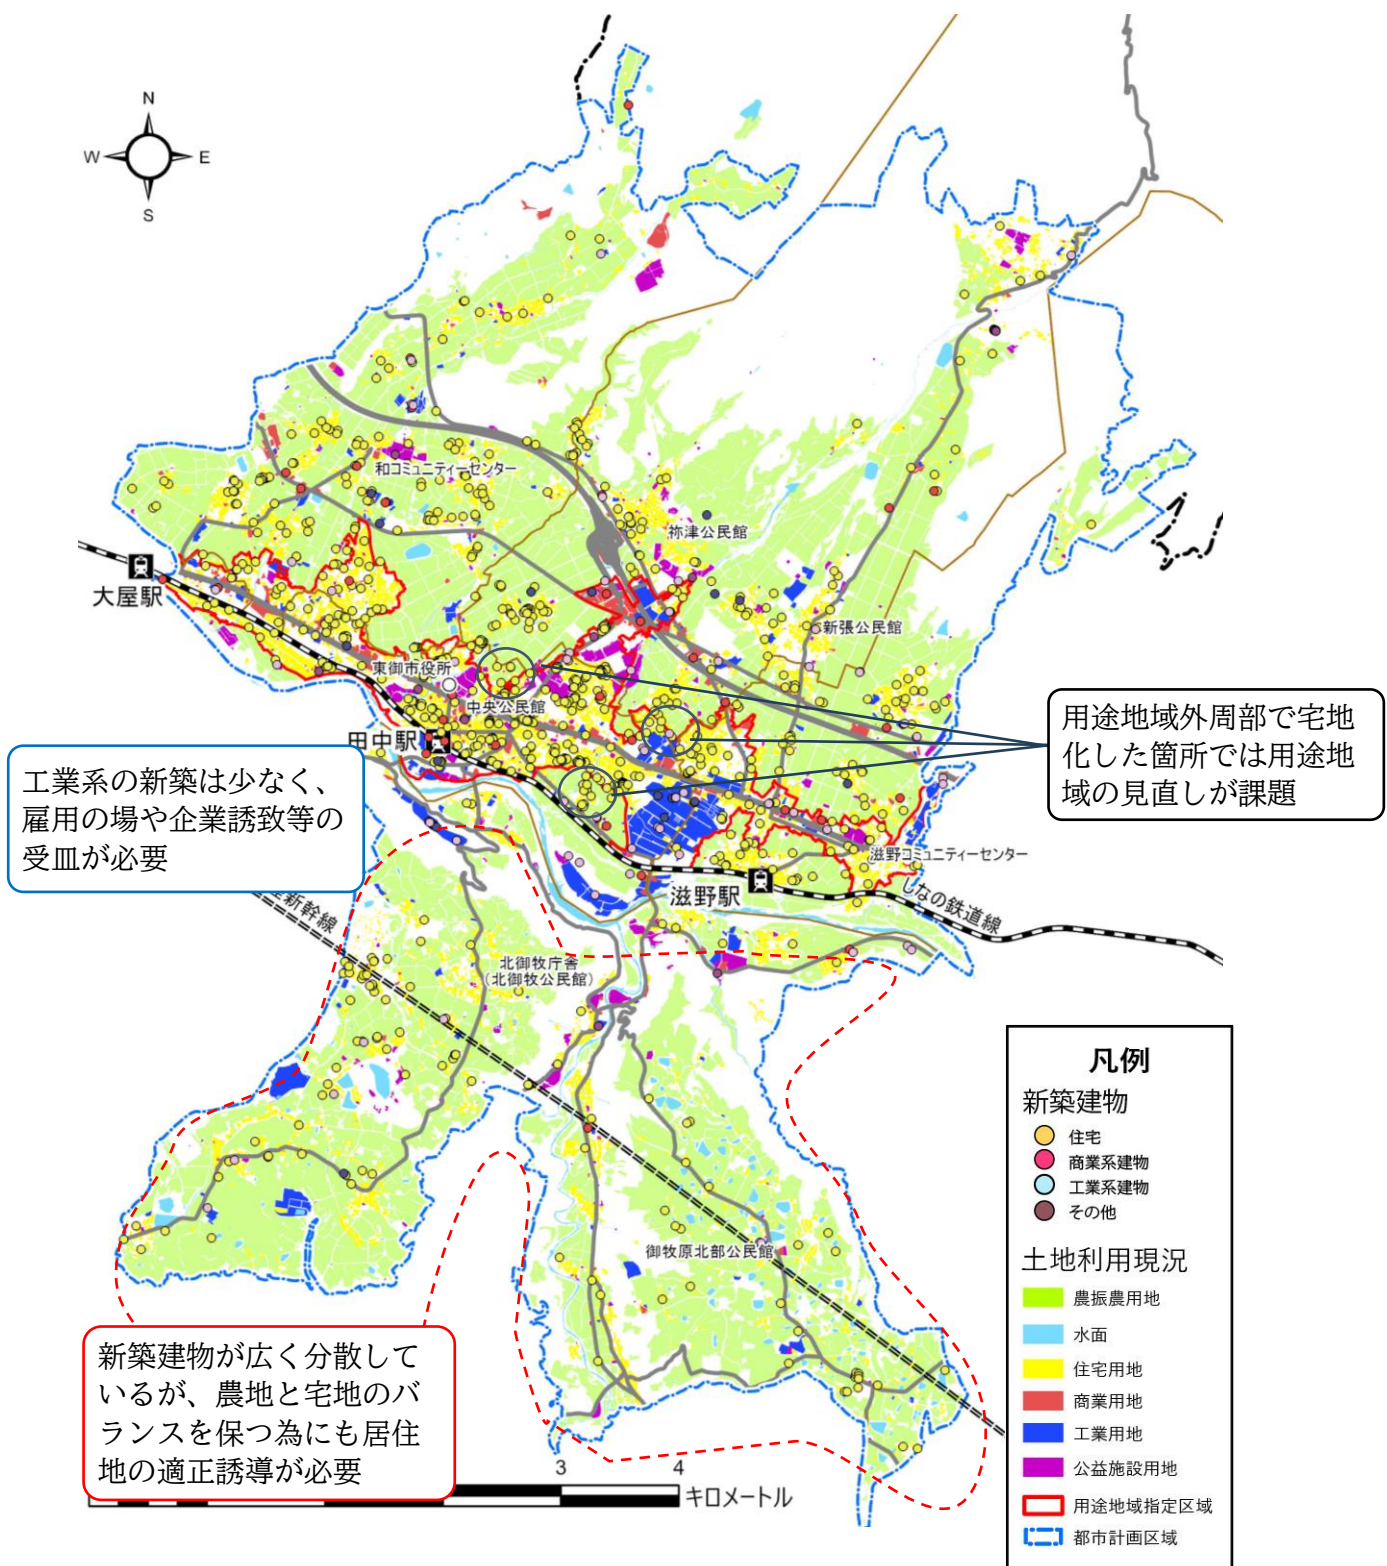 N
W
E
S
和コミュニティーセンター
祢津公民館
大屋駅
新張公民館
東御市役所
中央公民館
田中駅
用途地域外周部で宅地
化した箇所では用途地
域の見直しが課題
工業系の新築は少なく、
雇用の場や企業誘致等の
受皿が必要
滋野コミュニティーセンター
滋野駅
しなの鉄道線
新幹線
北御牧庁舎
(北御牧公民館)
御牧原北部公民館
新築建物が広く分散して
いるが、農地と宅地のバ
ランスを保つ為にも居住
地の適正誘導が必要
3
4
キロメートル
凡例
新築建物
住宅
商業系建物
工業系建物
その他
土地利用現況
農振農用地
水面
住宅用地
商業用地
工業用地
公益施設用地
用途地域指定区域
都市計画区域